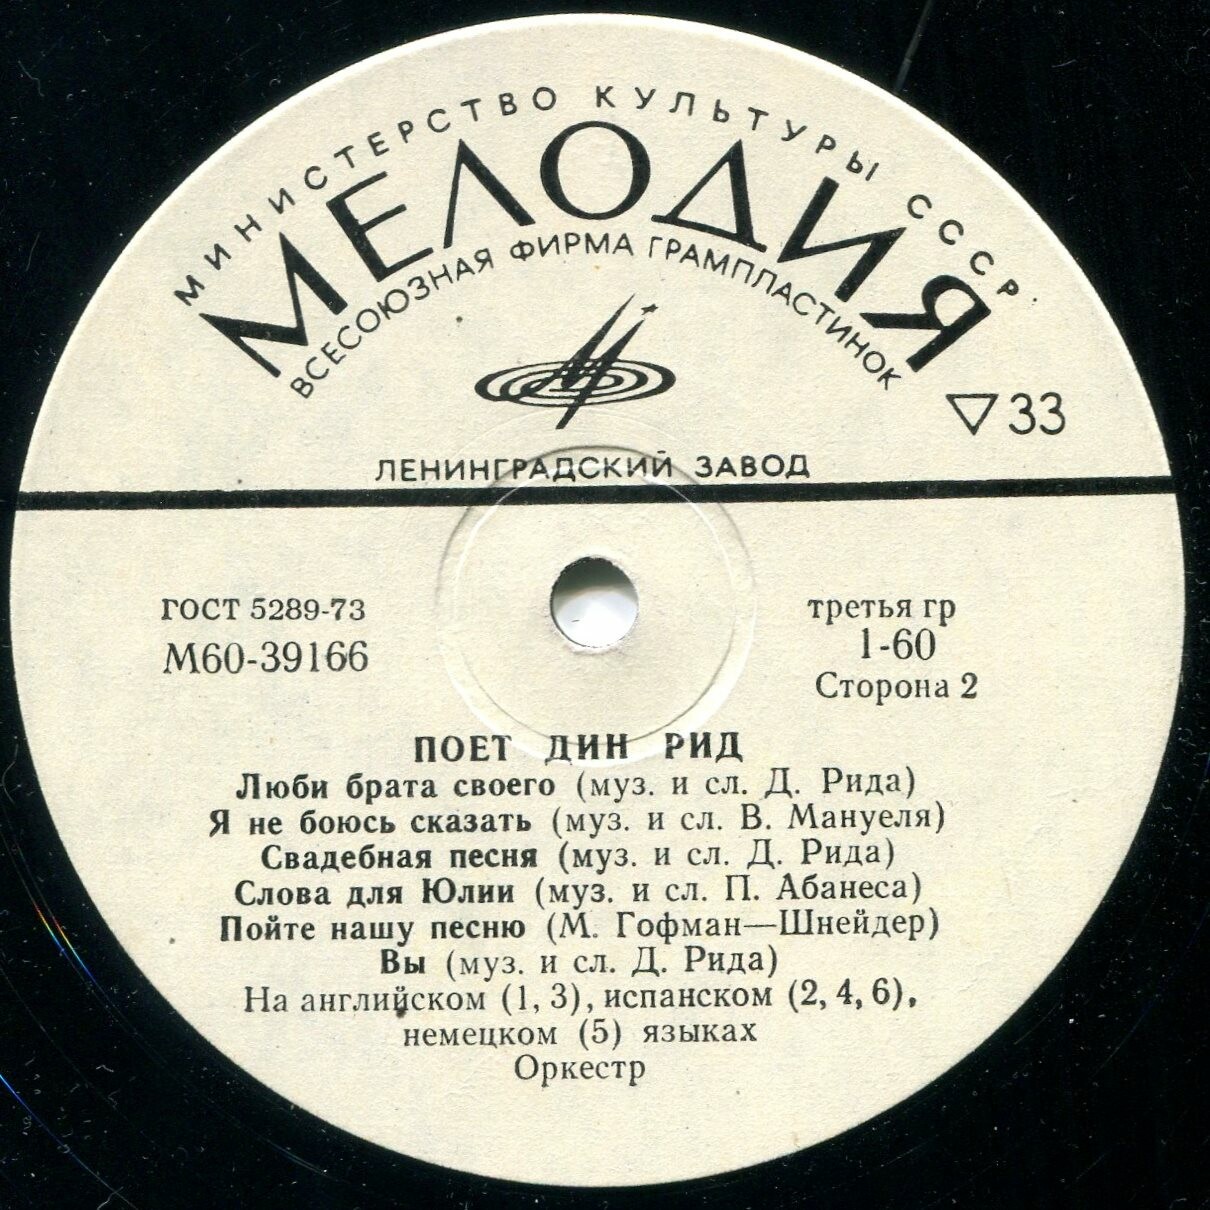 МИНИСТЕРСТВО КУЛЬТУРЫ СССР
МЕЛОДИЯ
ВСЕСОЮЗНАЯ ФИРМА ГРАМПЛАСТИНОК
▽33
ЛЕНИНГРАДСКИЙ ЗАВОД
ГОСТ 5289-73
М60-39166
третья гр
1-60
Сторона 2
ПОЕТ ДИН РИД
Люби брата своего (муз. и сл. Д. Рида)
Я не боюсь сказать (муз. и сл. В. Мануеля)
Свадебная песня (муз. и сл. Д. Рида)
Слова для Юлии (муз. и сл. П. Абанеса)
Пойте нашу песню (М. Гофман—Шнейдер)
Вы (муз. и сл. Д. Рида)
На английском (1, 3), испанском (2, 4, 6),
немецком (5) языках
Оркестр